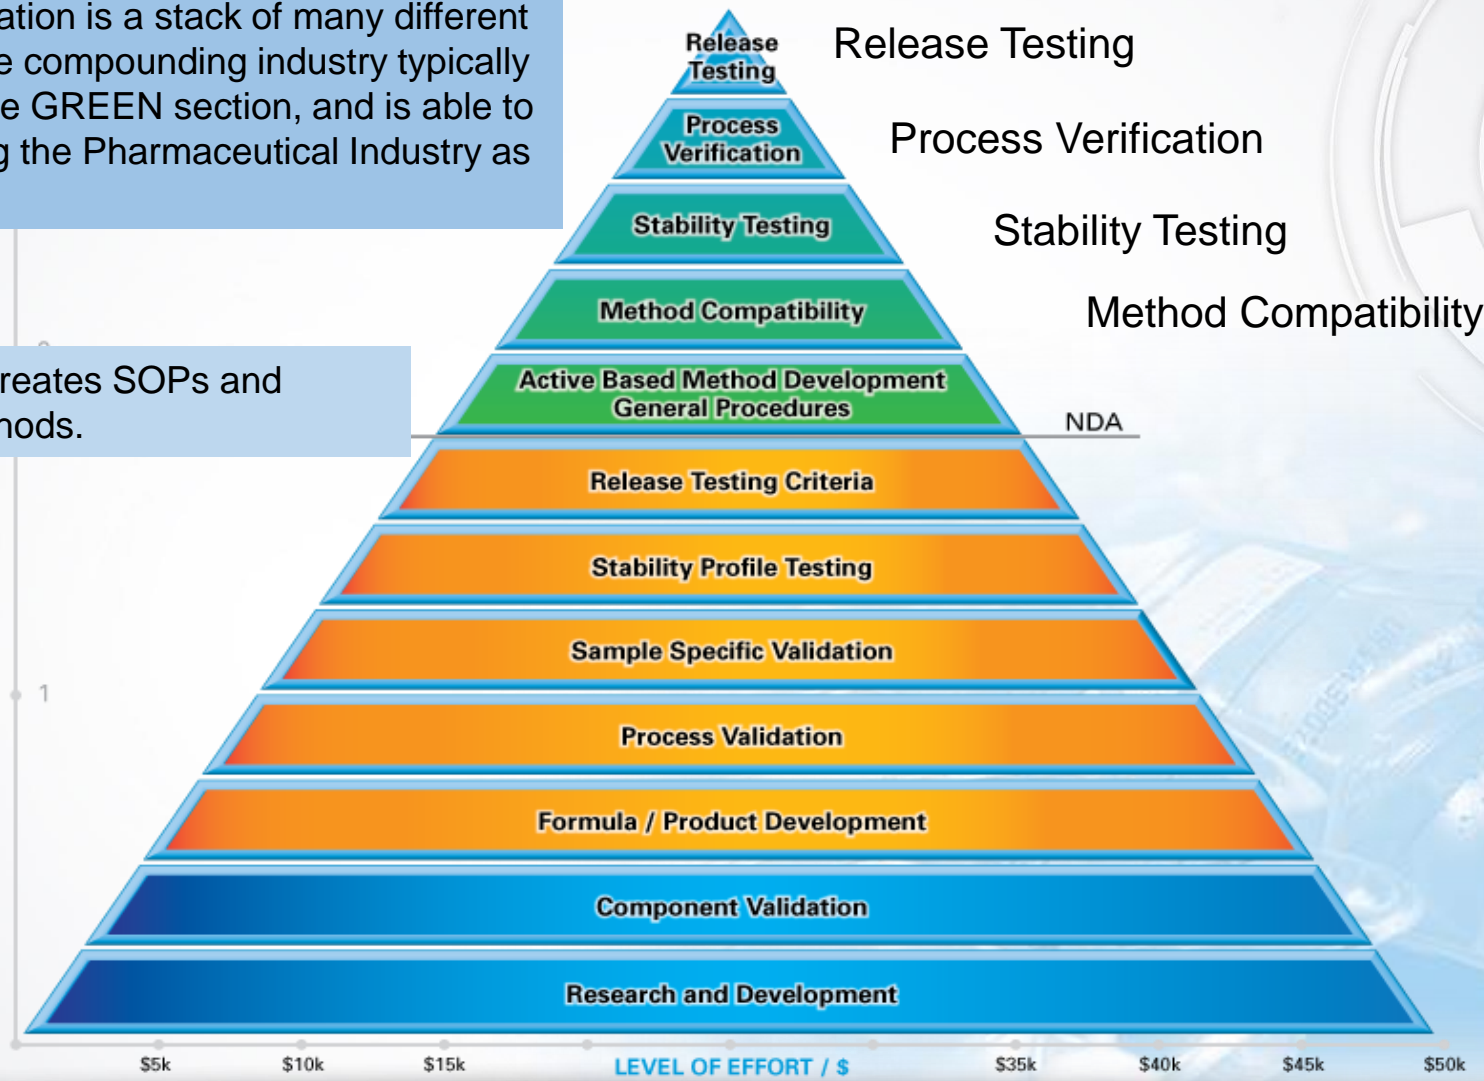 ation is a stack of many different
e compounding industry typically
e GREEN section, and is able to
g the Pharmaceutical Industry as
reates SOPs and
nods.
Release
Testing
Release Testing
Process
Verification
Process Verification
Stability Testing
Stability Testing
Method Compatibility
Method Compatibility
Active Based Method Development
General Procedures
NDA
Release Testing Criteria
Stability Profile Testing
Sample Specific Validation
1
Process Validation
Formula / Product Development
Component Validation
Research and Development
$5k $10k $15k LEVEL OF EFFORT / $ $35k $40k $45k $50k